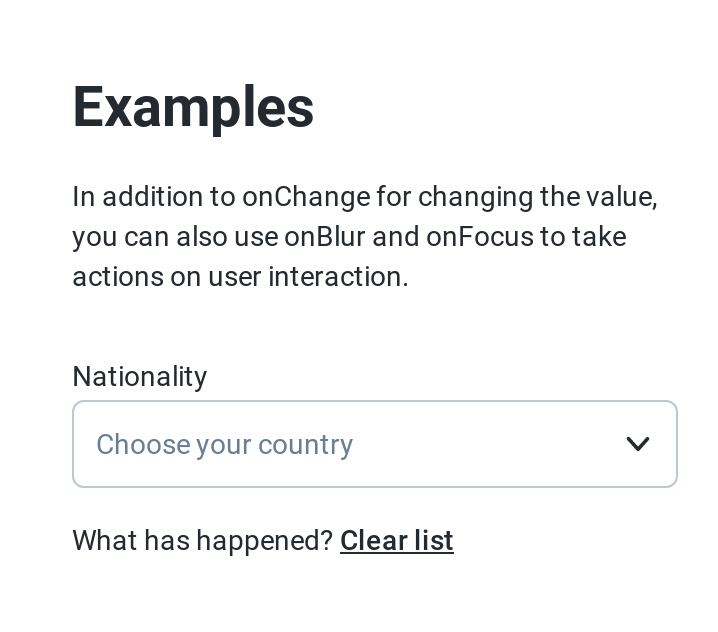 Examples
In addition to onChange for changing the value,
you can also use onBlur and onFocus to take
actions on user interaction.
Nationality
Choose your country
What has happened? Clear list